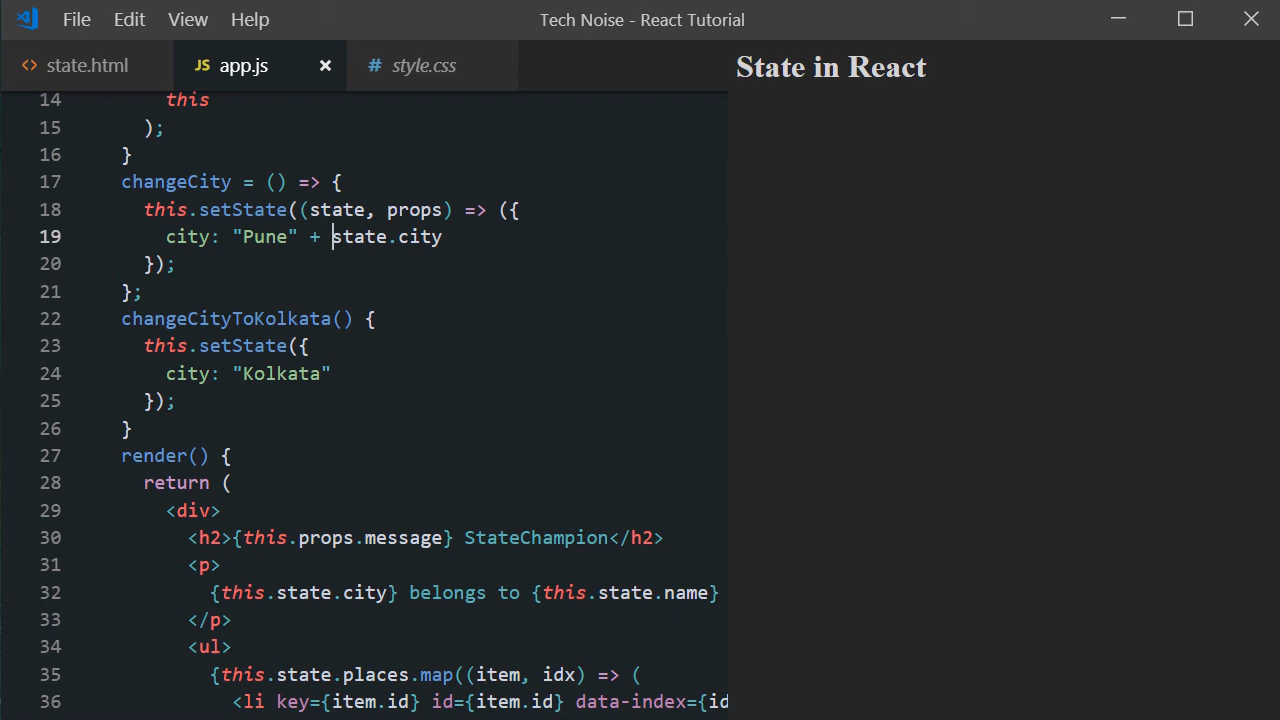 File Edit View Help Tech Noise - React Tutorial
<> state.html JS app.js × # style.css
State in React
14 this
15 );
16 }
17 changeCity = () => {
18 this.setState((state, props) => ({
19 city: "Pune" + state.city
20 });
21 };
22 changeCityToKolkata() {
23 this.setState({
24 city: "Kolkata"
25 });
26 }
27 render() {
28 return (
29 <div>
30 <h2>{this.props.message} StateChampion</h2>
31 <p>
32 {this.state.city} belongs to {this.state.name}
33 </p>
34 <ul>
35 {this.state.places.map((item, idx) => (
36 <li key={item.id} id={item.id} data-index={id